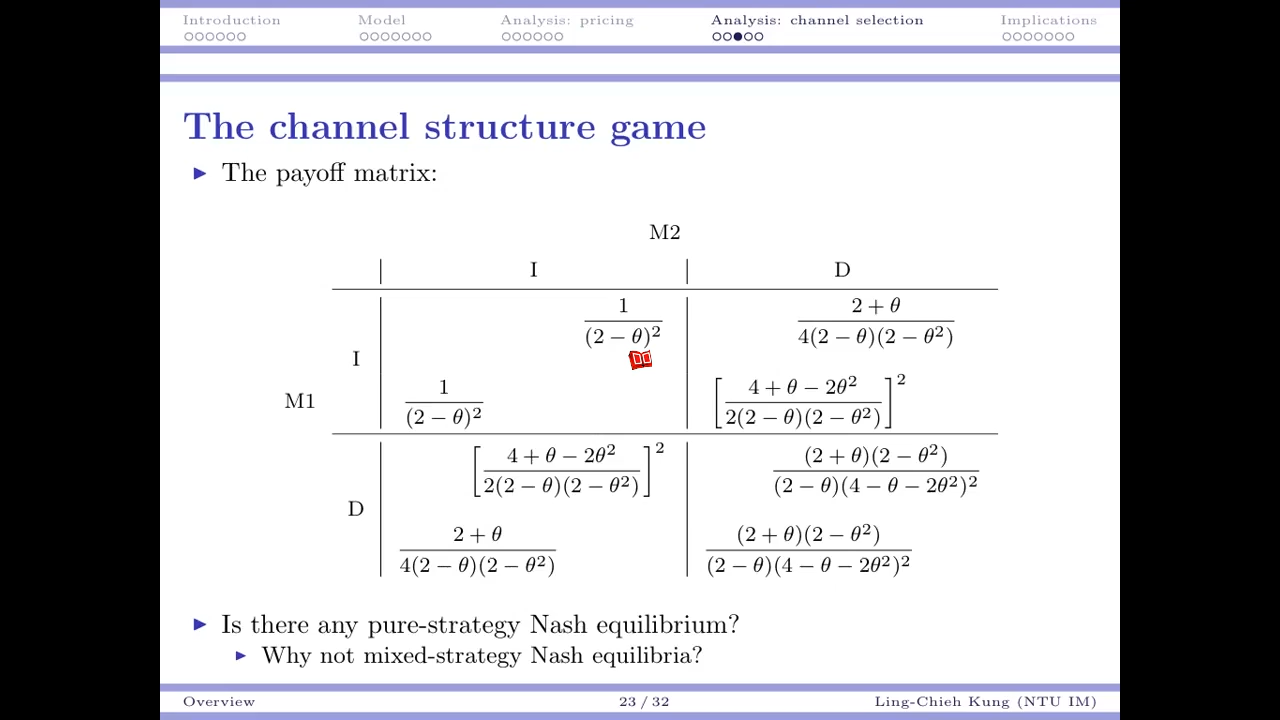 Introduction Model Analysis: pricing Analysis: channel selection Implications
The channel structure game
The payoff matrix:
M2
I D
1/(2 − θ)² (2 + θ)/(4(2 − θ)(2 − θ²))
I
1/(2 − θ)² [(4 + θ − 2θ²)/(2(2 − θ)(2 − θ²))]²
M1
[(4 + θ − 2θ²)/(2(2 − θ)(2 − θ²))]² (2 + θ)(2 − θ²)/((2 − θ)(4 − θ − 2θ²)²)
D
(2 + θ)/(4(2 − θ)(2 − θ²)) (2 + θ)(2 − θ²)/((2 − θ)(4 − θ − 2θ²)²)
Is there any pure-strategy Nash equilibrium?
Why not mixed-strategy Nash equilibria?
Overview 23 / 32 Ling-Chieh Kung (NTU IM)